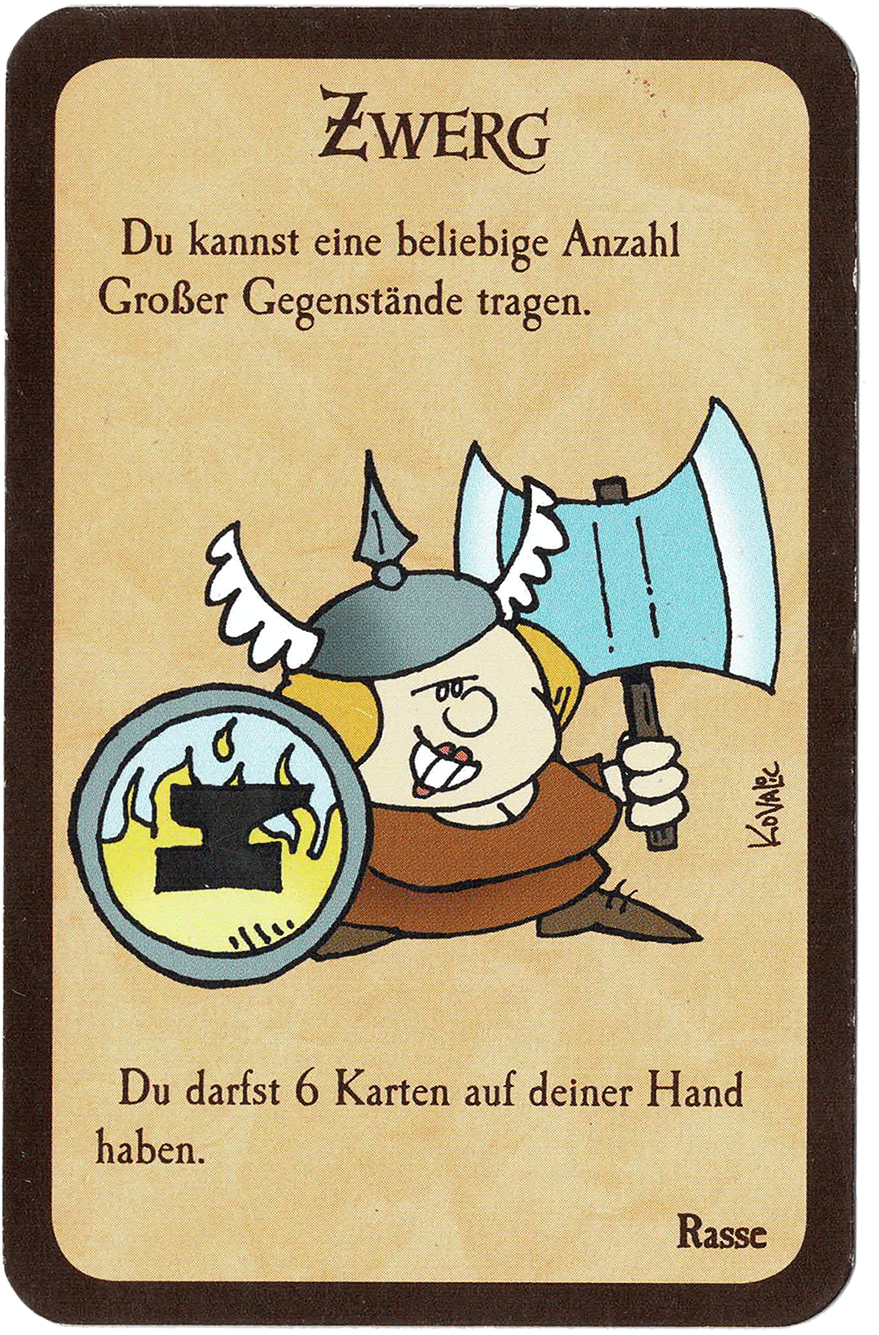 Zwerg
Du kannst eine beliebige Anzahl
Großer Gegenstände tragen.
Kovalic
Du darfst 6 Karten auf deiner Hand
haben.
Rasse